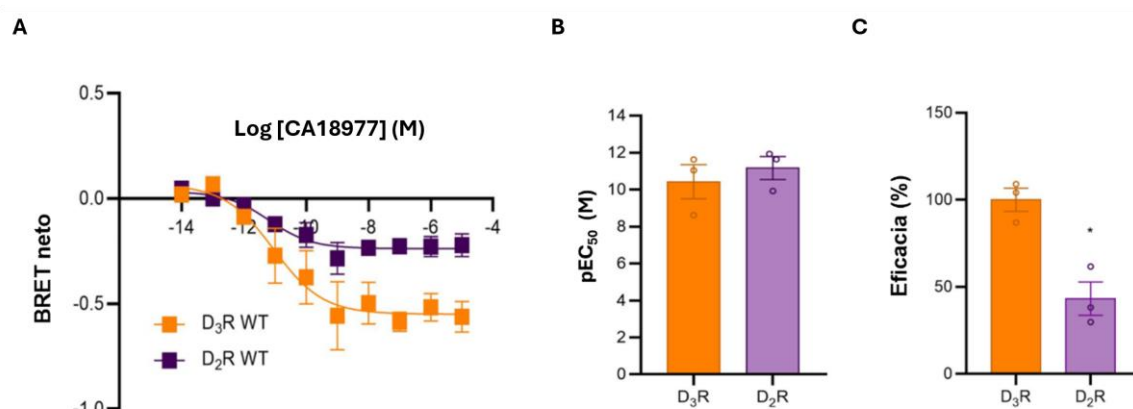 A
B
C
0.5
0.0
-0.5
-1.0
BRET neto
Log [CA18977] (M)
-14
-12
-10
-8
-6
-4
D₃R WT
D₂R WT
14
12
10
8
6
4
2
0
pEC₅₀ (M)
D₃R
D₂R
150
100
50
0
Eficacia (%)
*
D₃R
D₂R